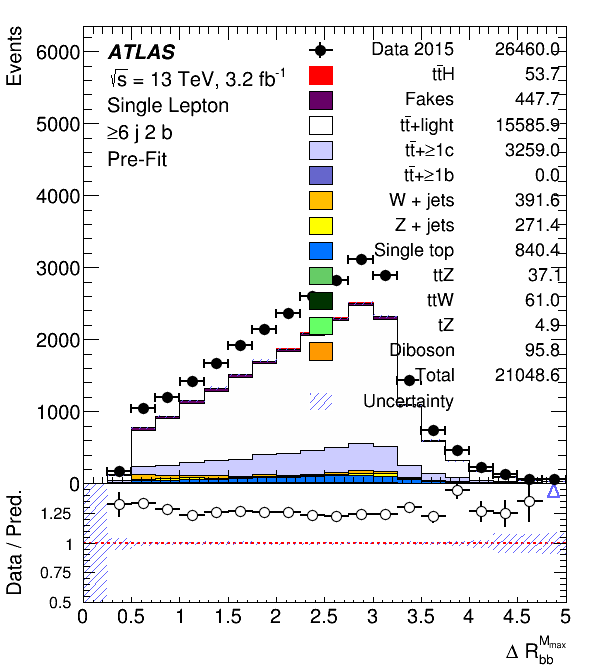 Events
6000
5000
4000
3000
2000
1000
0
ATLAS
√s = 13 TeV, 3.2 fb-1
Single Lepton
≥6 j 2 b
Pre-Fit
Data 2015 26460.0
tt̄H 53.7
Fakes 447.7
tt̄+light 15585.9
tt̄+≥1c 3259.0
tt̄+≥1b 0.0
W + jets 391.6
Z + jets 271.4
Single top 840.4
ttZ 37.1
ttW 61.0
tZ 4.9
Diboson 95.8
Total 21048.6
Uncertainty
Data / Pred.
1.25
1
0.75
0.5
0 0.5 1 1.5 2 2.5 3 3.5 4 4.5 5
Δ R bb Mmax